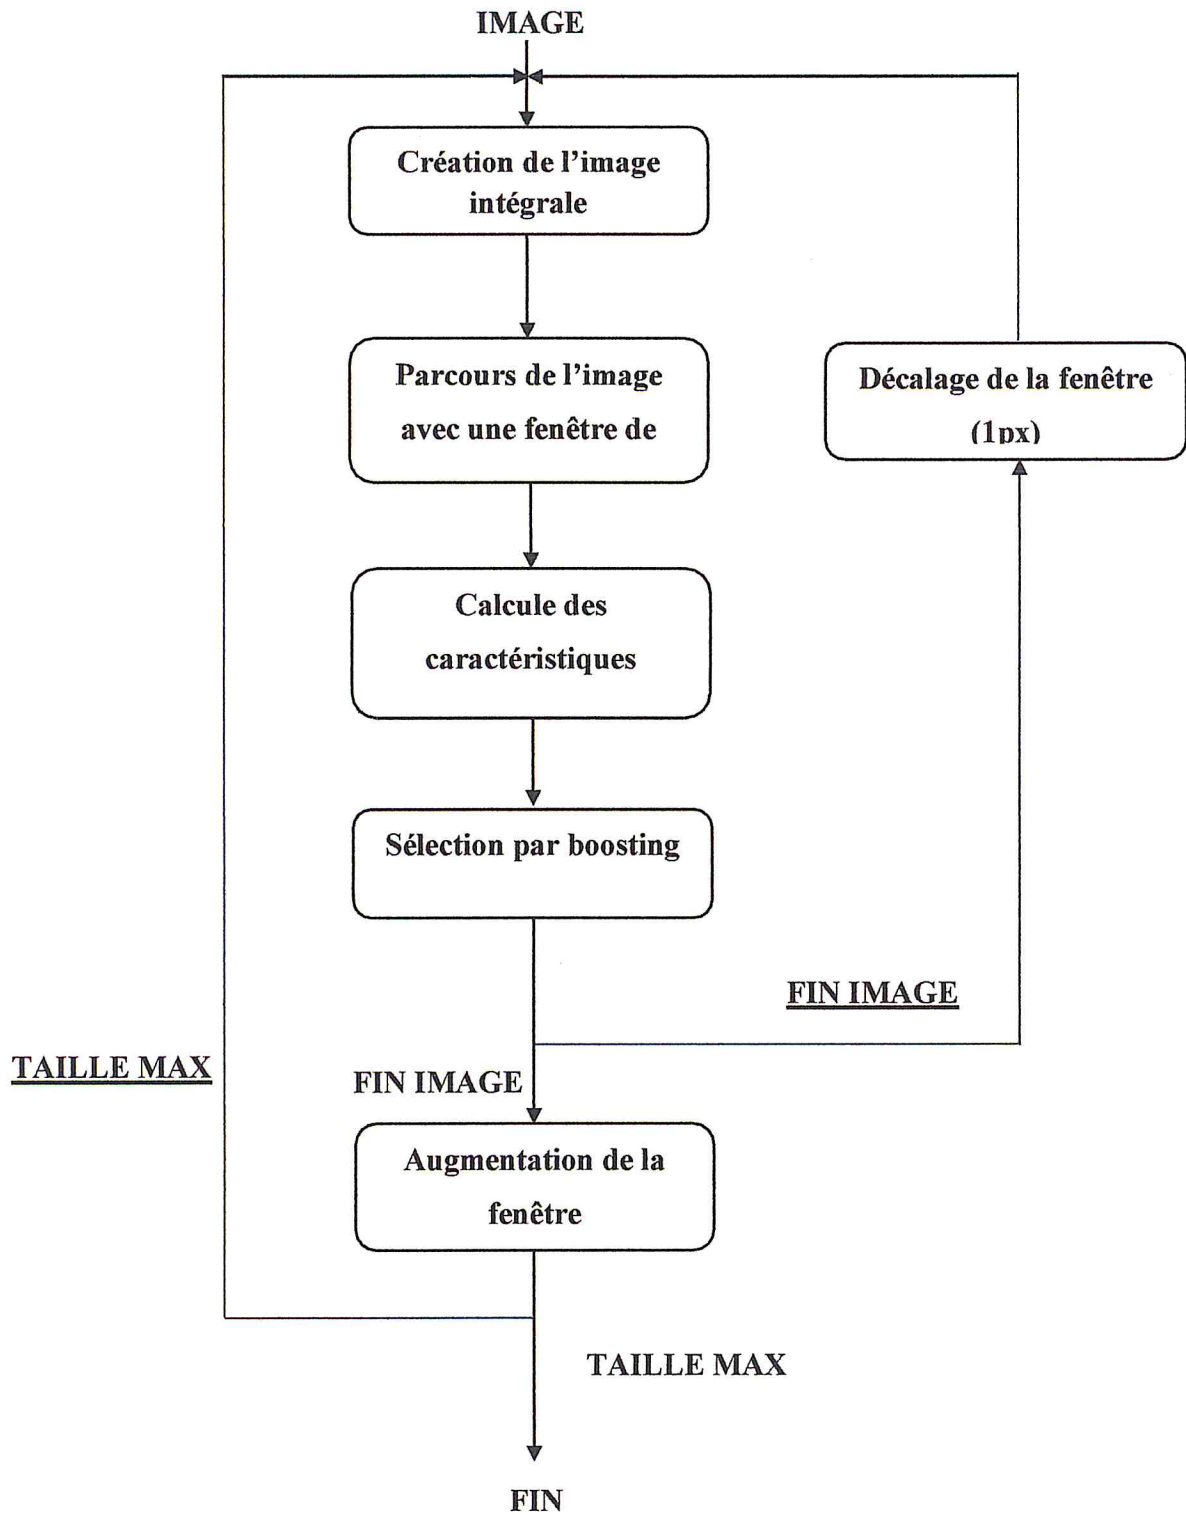 IMAGE
Création de l'image
intégrale
Parcours de l'image
avec une fenêtre de
Décalage de la fenêtre
(1px)
Calcule des
caractéristiques
Sélection par boosting
FIN IMAGE
TAILLE MAX
FIN IMAGE
Augmentation de la
fenêtre
TAILLE MAX
FIN